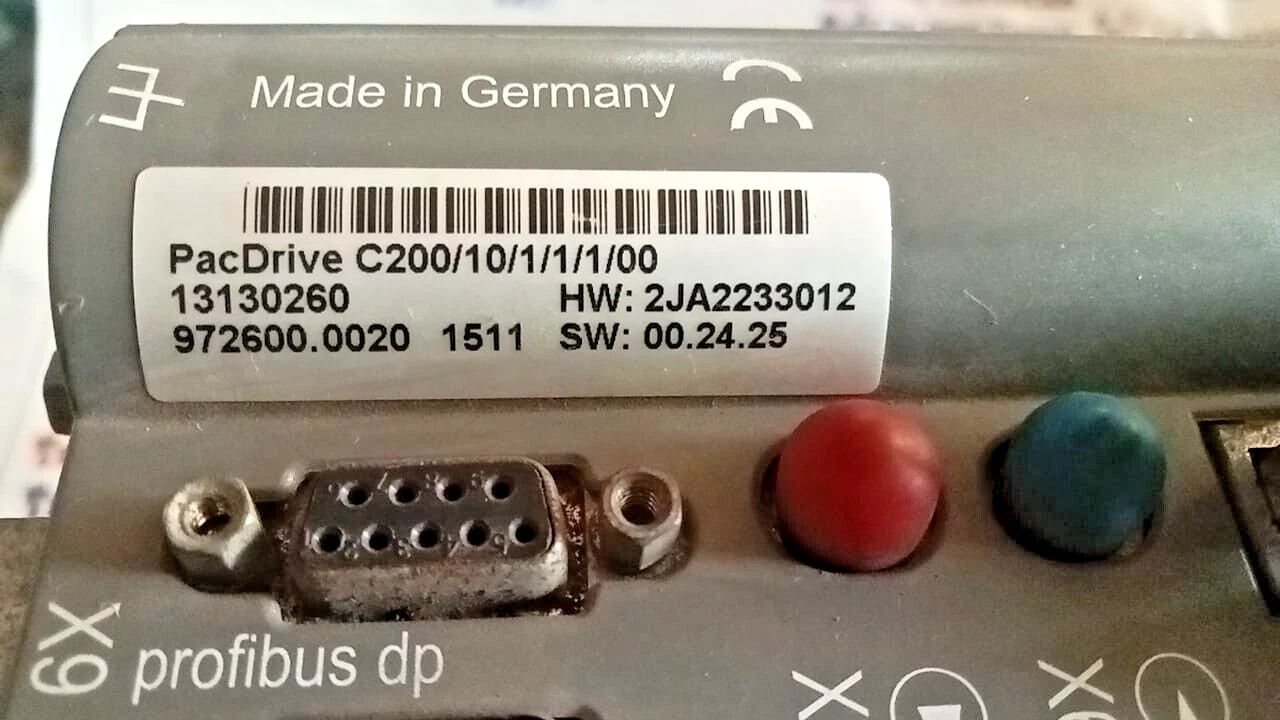 Made in Germany CE
PacDrive C200/10/1/1/1/00
13130260 HW: 2JA2233012
972600.0020 1511 SW: 00.24.25
X9
profibus dp
X
X